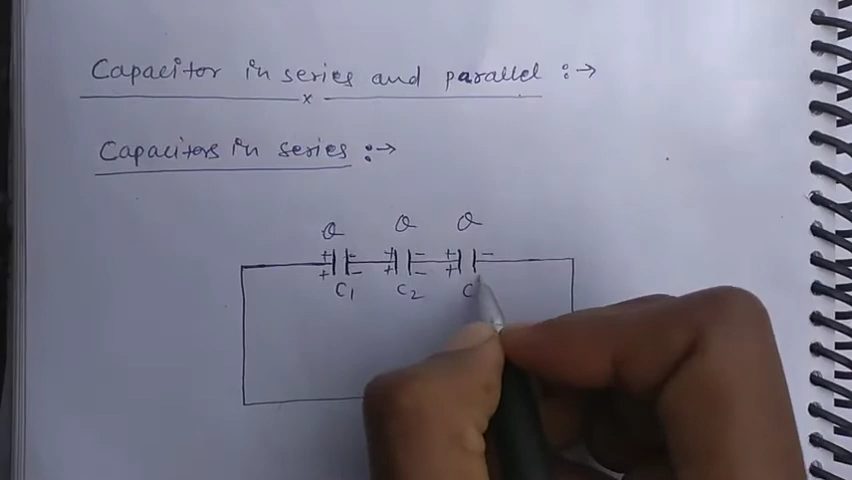 Capacitor in series and parallel :→
x
Capacitors in series :→
Q Q Q
+ - + - + -
+ - + - +
C1 C2 C